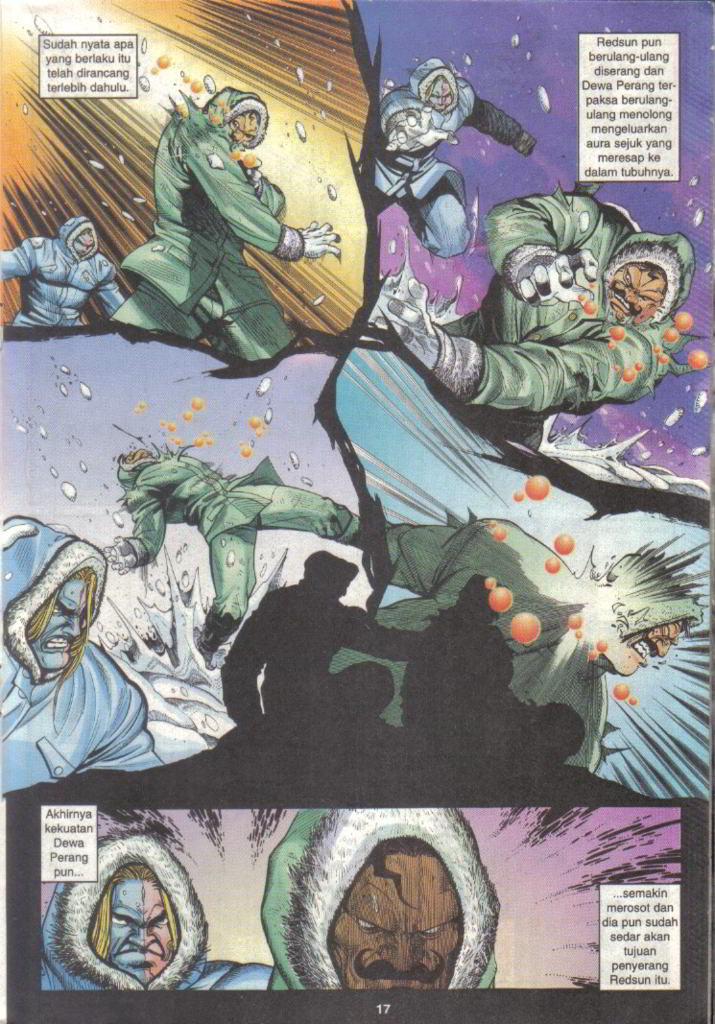 Sudah nyata apa
yang berlaku itu
telah dirancang
terlebih dahulu.
Redsun pun
berulang-ulang
diserang dan
Dewa Perang ter-
paksa berulang-
ulang menolong
mengeluarkan
aura sejuk yang
meresap ke
dalam tubuhnya.
Akhirnya
kekuatan
Dewa
Perang
pun...
...semakin
merosot dan
dia pun sudah
sedar akan
tujuan
penyerang
Redsun itu.
17